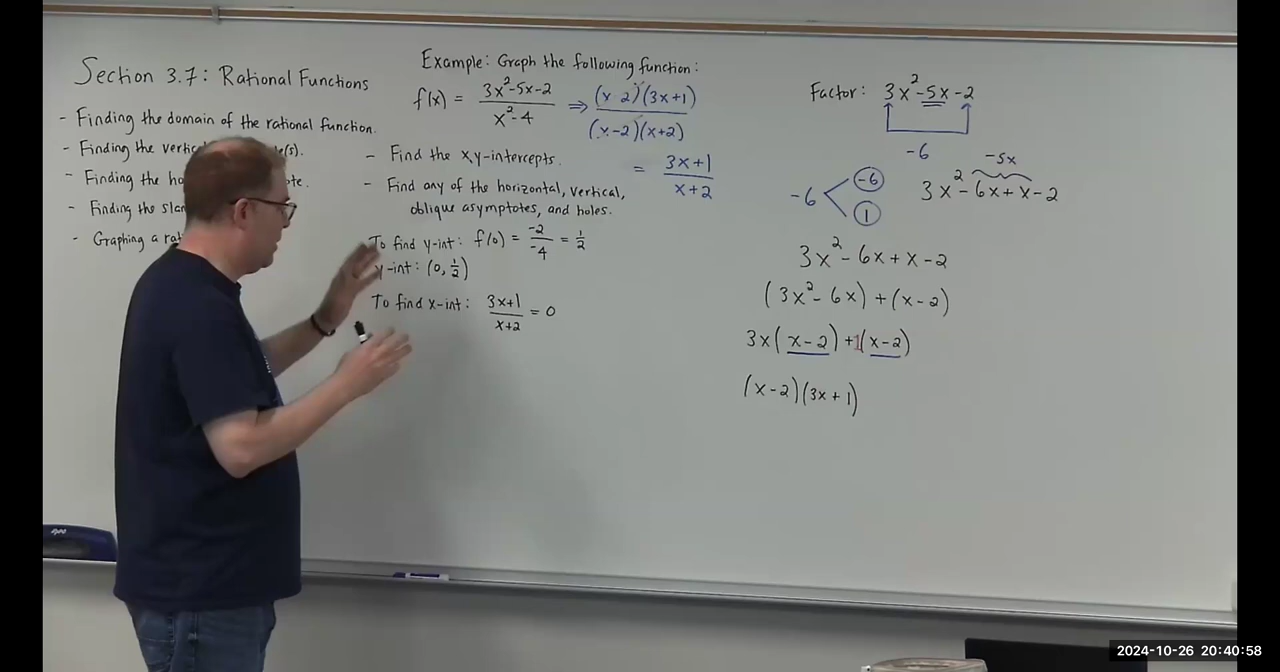 Section 3.7: Rational Functions
- Finding the domain of the rational function.
- Finding the
- Finding the
- Finding the
- Graphing a
Example: Graph the following function:
f(x) = (3x²-5x-2)/(x²-4) ⇒ ((x-2)(3x+1))/((x-2)(x+2))
= (3x+1)/(x+2)
- Find the x,y-intercepts.
- Find any of the horizontal, vertical,
oblique asymptotes, and holes.
To find y-int: f(0) = -2/-4 = 1/2
y-int: (0, 1/2)
To find x-int: (3x+1)/(x+2) = 0
Factor: 3x²-5x-2
-6
-6 -6 1
-5x
3x²-6x+x-2
3x²-6x+x-2
(3x²-6x)+(x-2)
3x(x-2)+1(x-2)
(x-2)(3x+1)
expo
2024-10-26 20:40:58